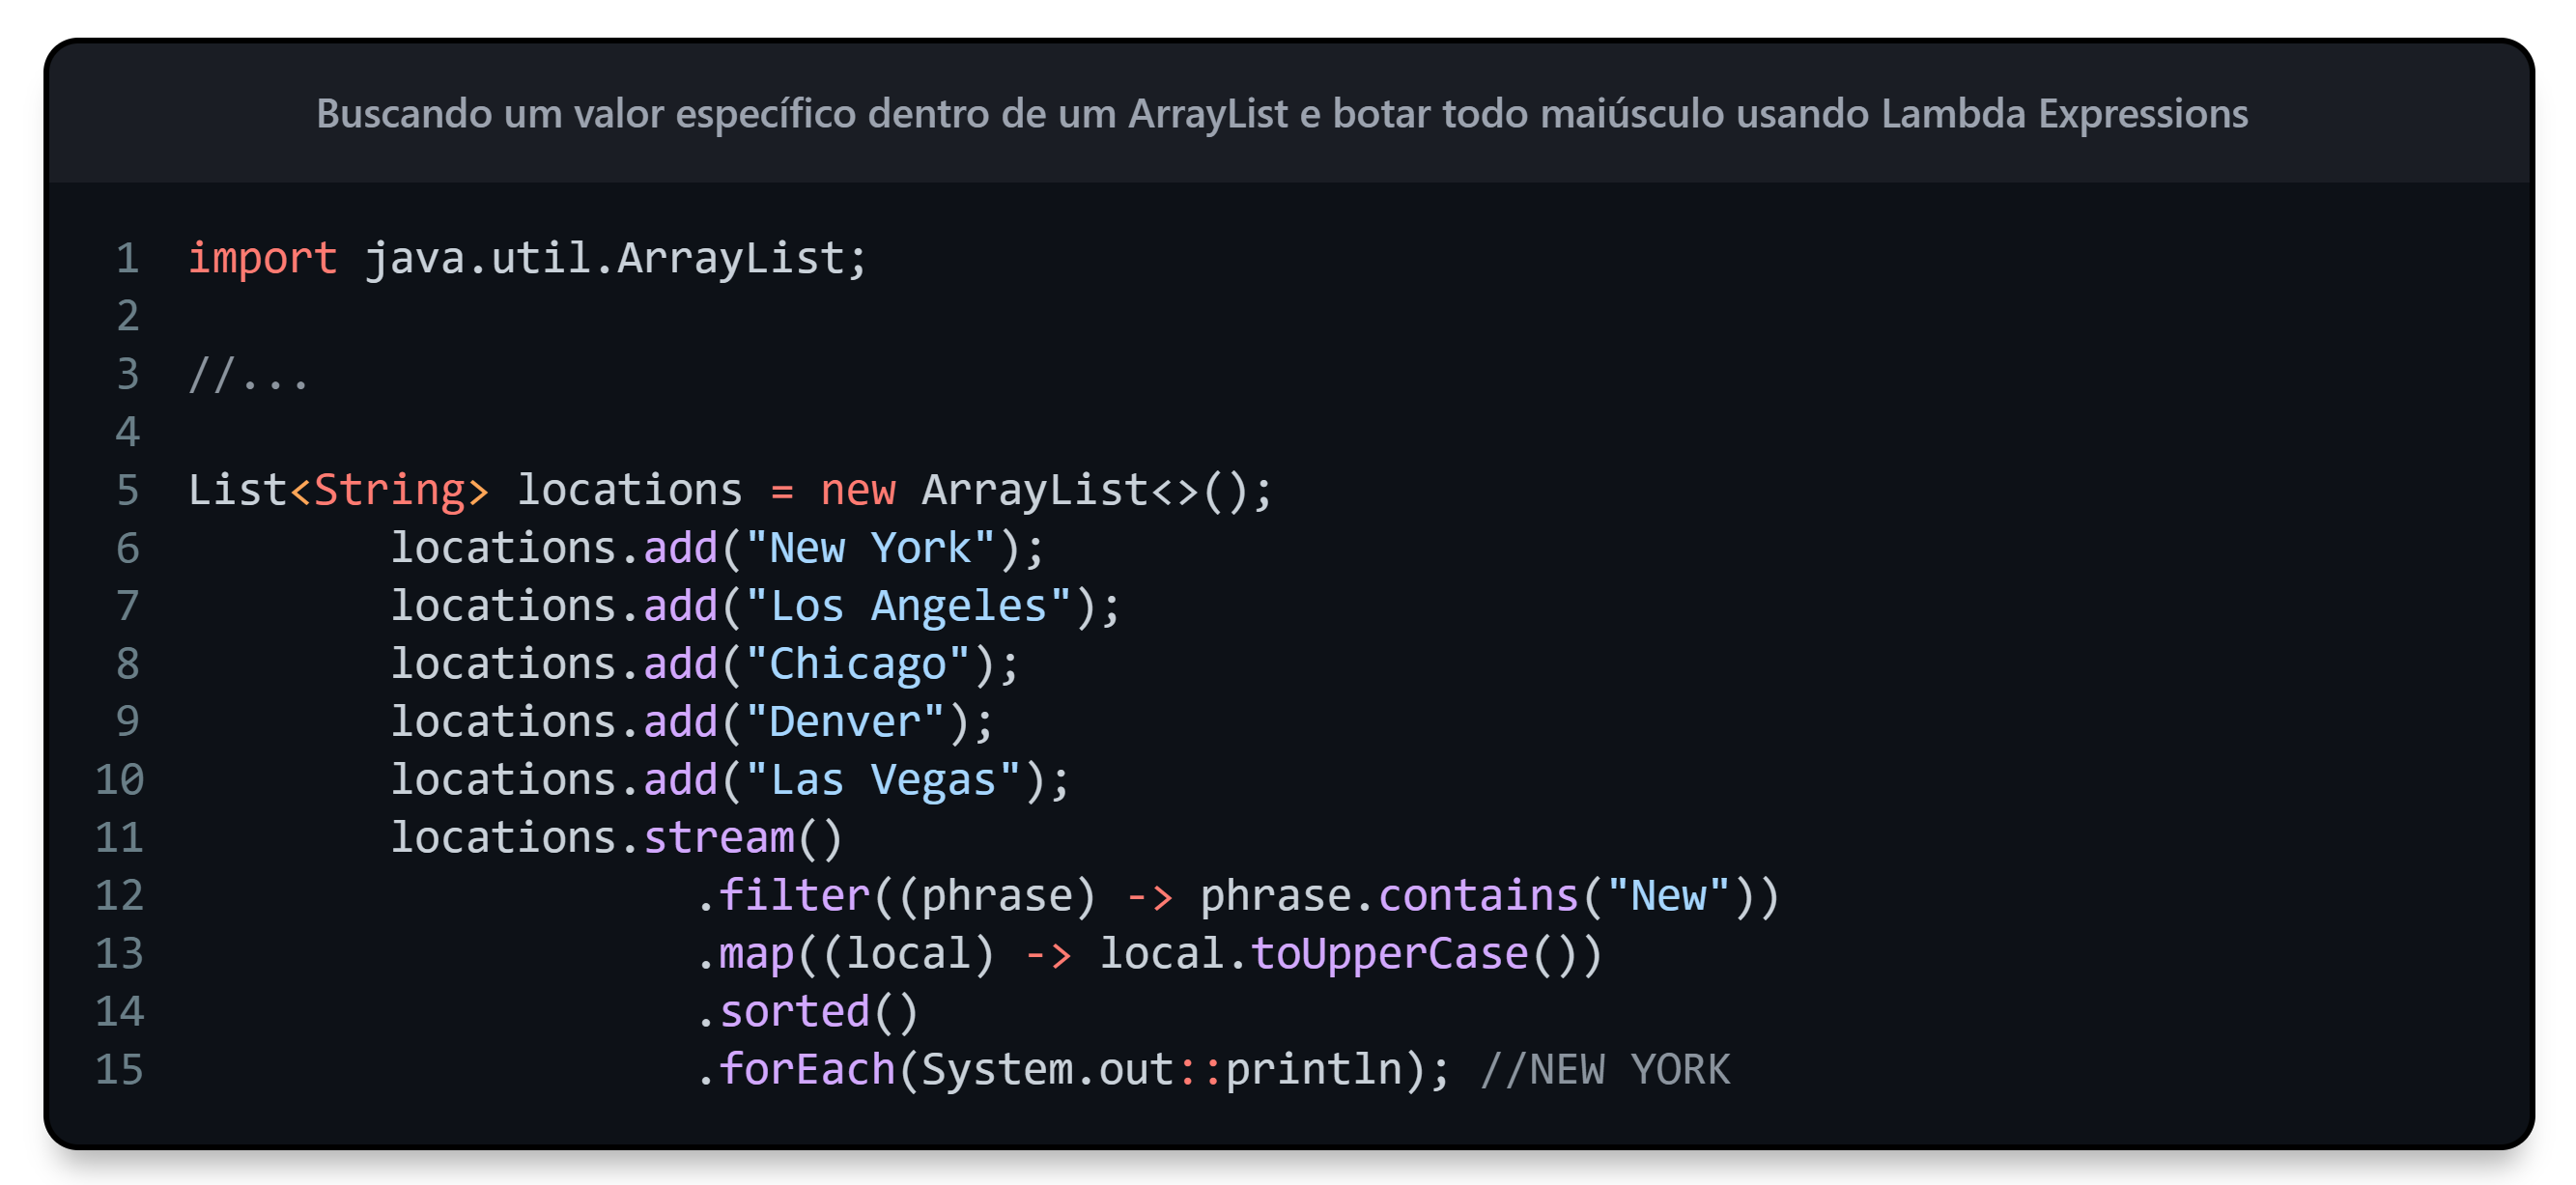 Buscando um valor específico dentro de um ArrayList e botar todo maiúsculo usando Lambda Expressions
1 import java.util.ArrayList;
2
3 //...
4
5 List<String> locations = new ArrayList<>();
6         locations.add("New York");
7         locations.add("Los Angeles");
8         locations.add("Chicago");
9         locations.add("Denver");
10         locations.add("Las Vegas");
11         locations.stream()
12                     .filter((phrase) -> phrase.contains("New"))
13                     .map((local) -> local.toUpperCase())
14                     .sorted()
15                     .forEach(System.out::println); //NEW YORK